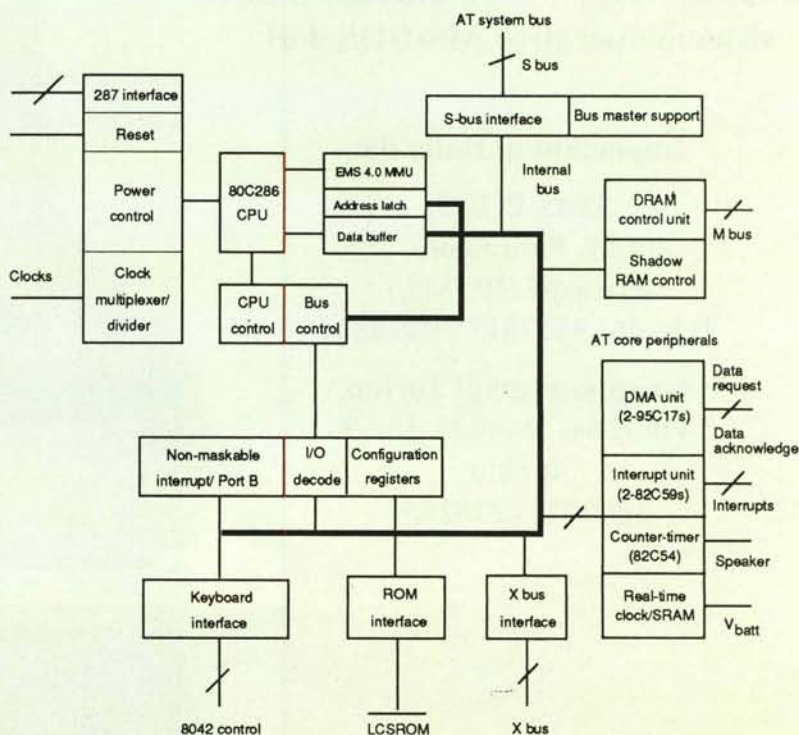 AT system bus
S bus
287 interface
Reset
Power
control
Clocks
Clock
multiplexer/
divider
80C286
CPU
EMS 4.0 MMU
Address latch
Data buffer
CPU
control
Bus
control
S-bus interface
Bus master support
Internal
bus
DRAM
control unit
M bus
Shadow
RAM control
AT core peripherals
DMA unit
(2-95C17s)
Data
request
Data
acknowledge
Interrupt unit
(2-82C59s)
Interrupts
Counter-timer
(82C54)
Speaker
Real-time
clock/SRAM
Vbatt
Non-maskable
interrupt/ Port B
I/O
decode
Configuration
registers
Keyboard
interface
ROM
interface
X bus
interface
8042 control
LCSROM
X bus